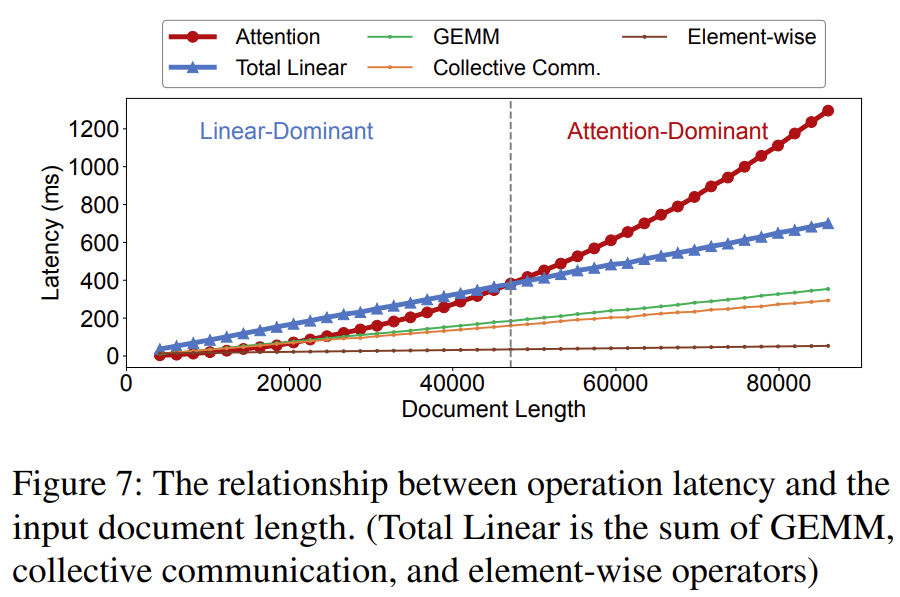 Attention
GEMM
Element-wise
Total Linear
Collective Comm.
Linear-Dominant
Attention-Dominant
1200
1000
800
600
400
200
0
Latency (ms)
0
20000
40000
60000
80000
Document Length
Figure 7: The relationship between operation latency and the
input document length. (Total Linear is the sum of GEMM,
collective communication, and element-wise operators)